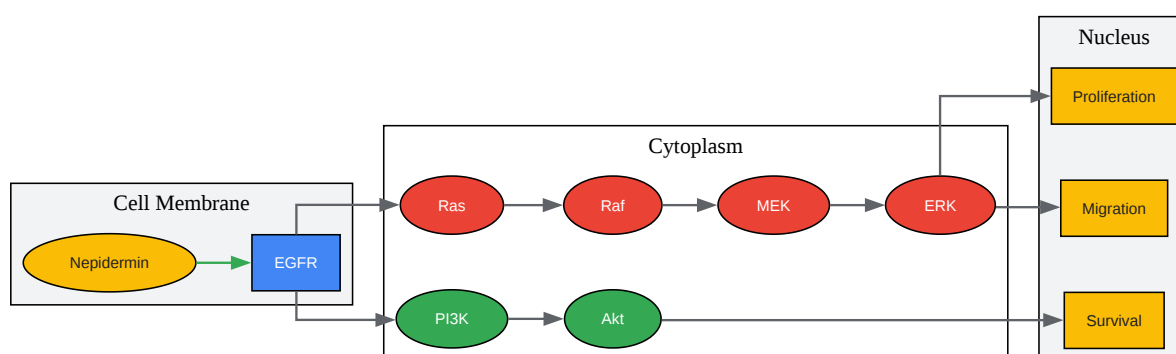 Nucleus
Proliferation
Cytoplasm
Cell Membrane
Ras
Raf
MEK
ERK
Migration
Nepidermin
EGFR
PI3K
Akt
Survival